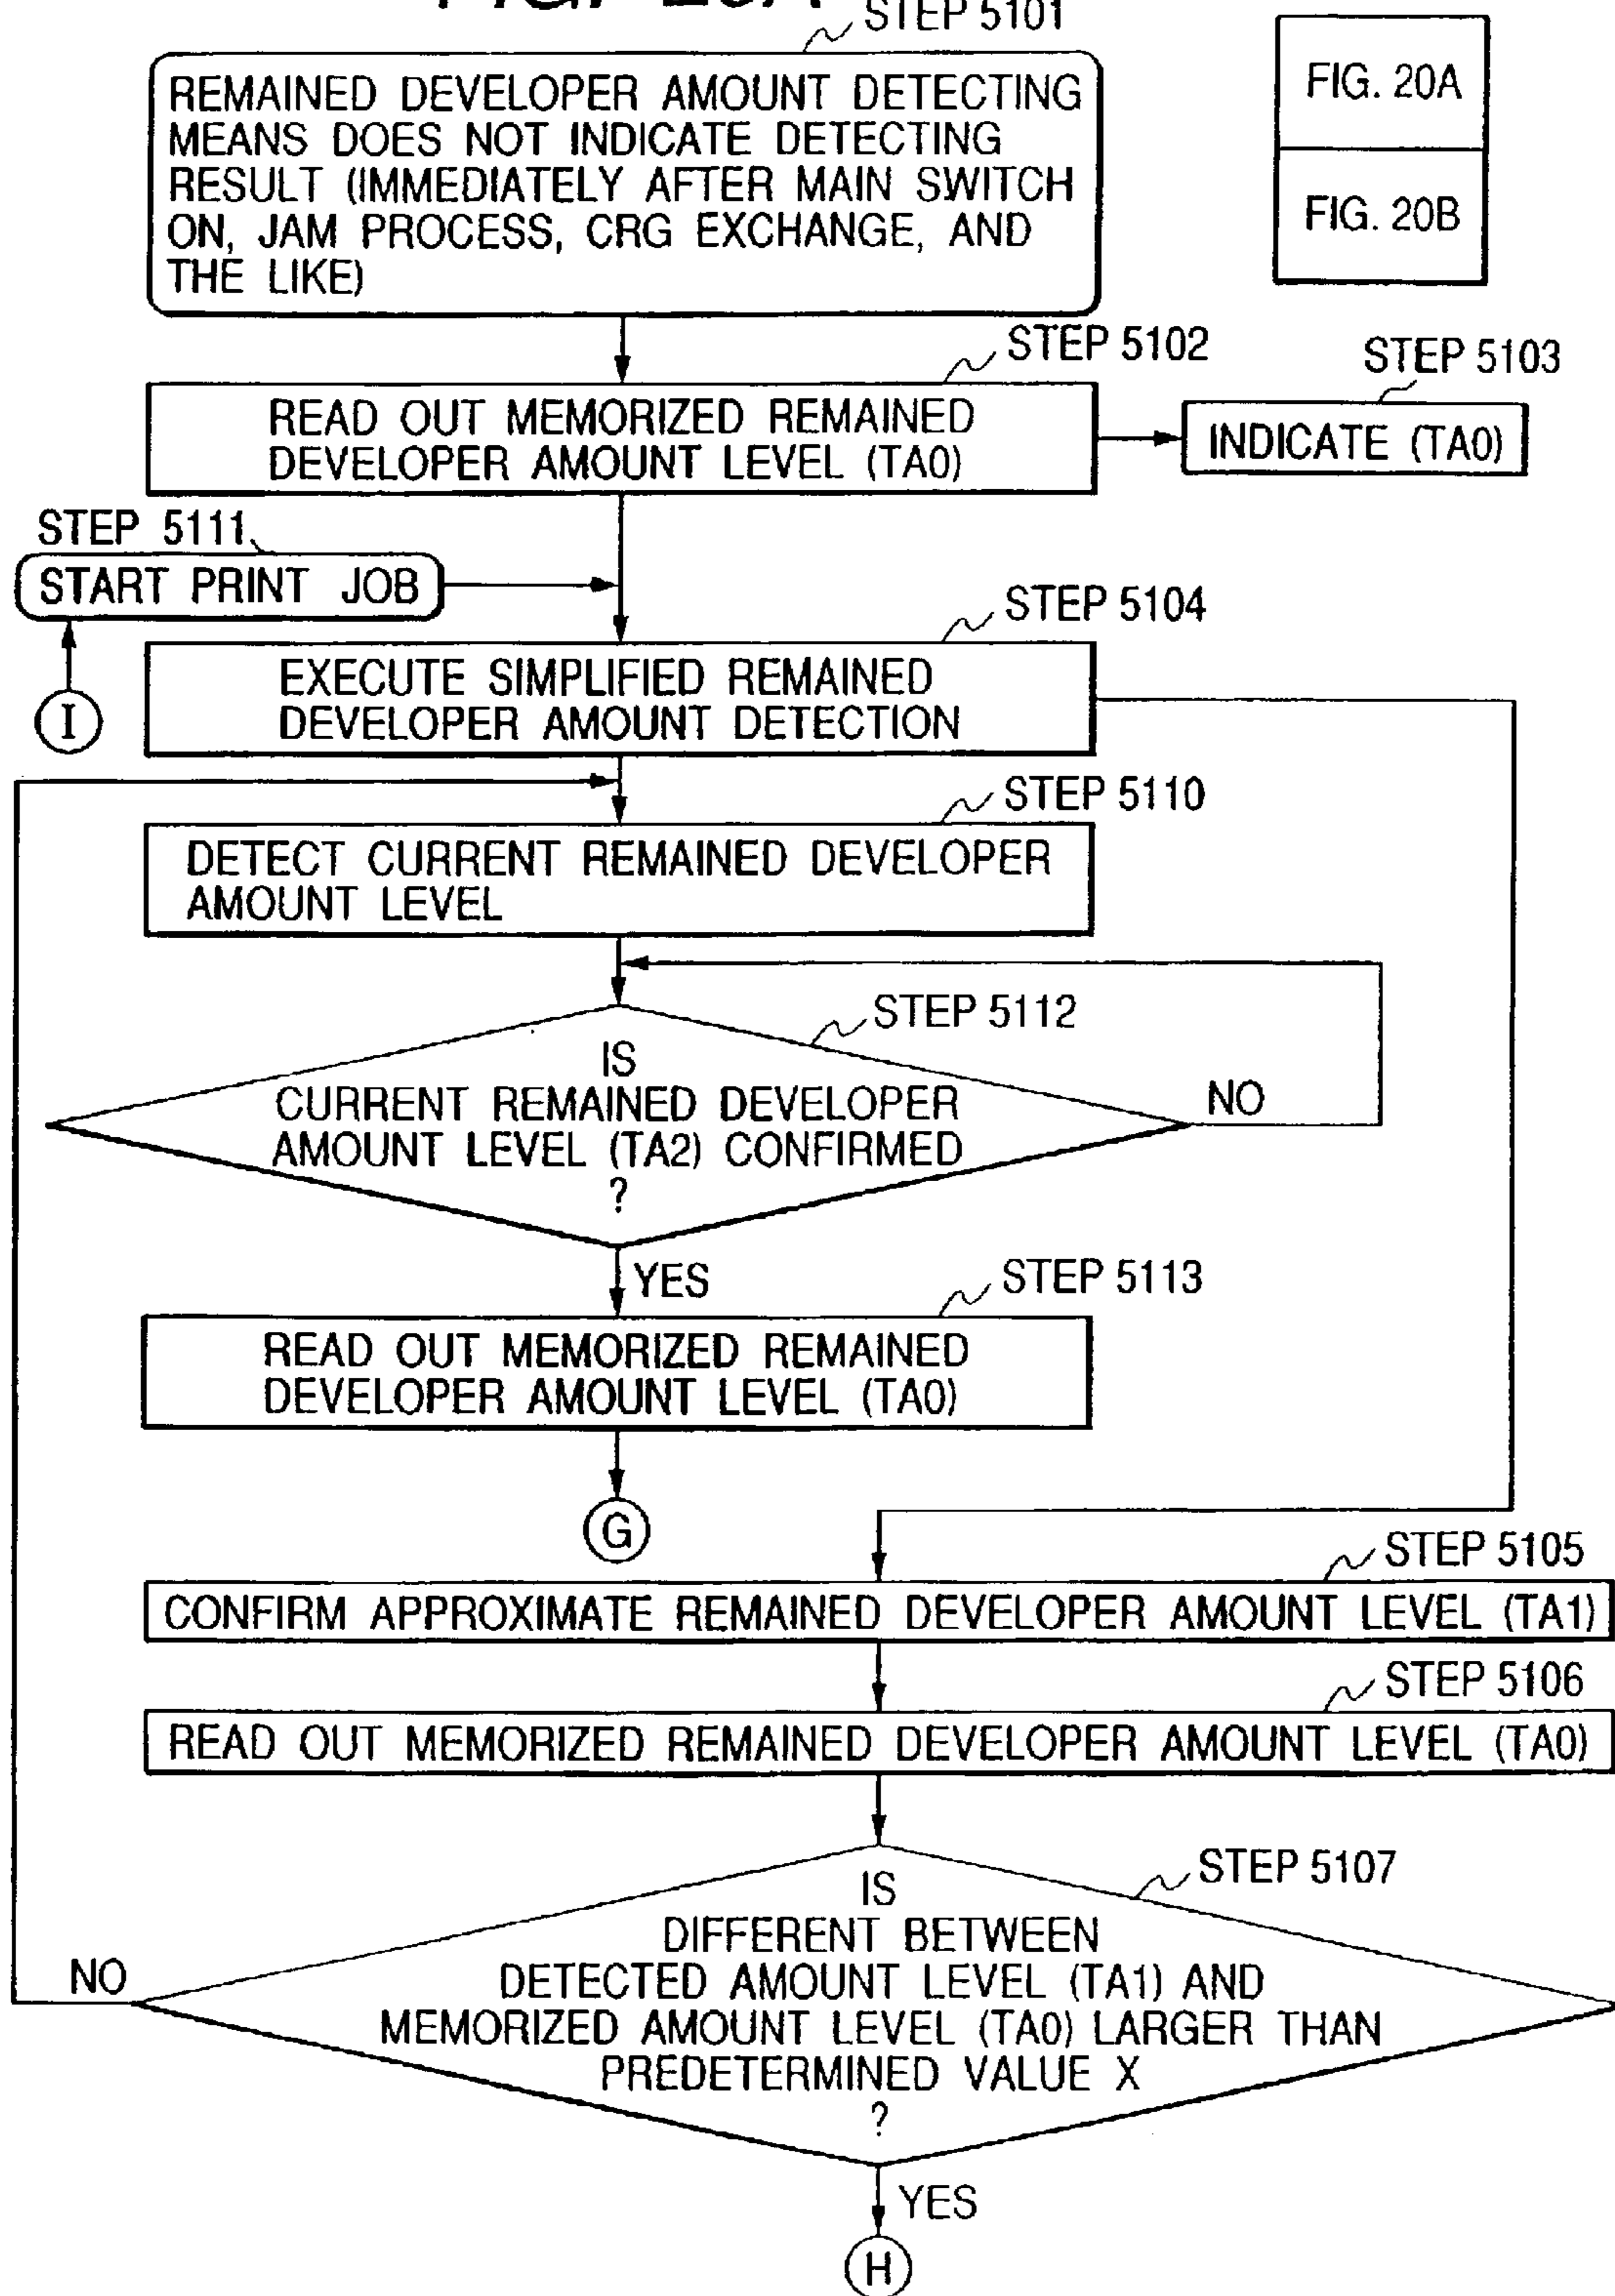 FIG. 20A
STEP 5101
FIG. 20A
FIG. 20B
REMAINED DEVELOPER AMOUNT DETECTING
MEANS DOES NOT INDICATE DETECTING
RESULT (IMMEDIATELY AFTER MAIN SWITCH
ON, JAM PROCESS, CRG EXCHANGE, AND
THE LIKE)
STEP 5102
READ OUT MEMORIZED REMAINED
DEVELOPER AMOUNT LEVEL (TA0)
STEP 5103
INDICATE (TA0)
STEP 5111
START PRINT JOB
I
STEP 5104
EXECUTE SIMPLIFIED REMAINED
DEVELOPER AMOUNT DETECTION
STEP 5110
DETECT CURRENT REMAINED DEVELOPER
AMOUNT LEVEL
STEP 5112
IS
CURRENT REMAINED DEVELOPER
AMOUNT LEVEL (TA2) CONFIRMED
?
NO
YES
STEP 5113
READ OUT MEMORIZED REMAINED
DEVELOPER AMOUNT LEVEL (TA0)
G
STEP 5105
CONFIRM APPROXIMATE REMAINED DEVELOPER AMOUNT LEVEL (TA1)
STEP 5106
READ OUT MEMORIZED REMAINED DEVELOPER AMOUNT LEVEL (TA0)
STEP 5107
IS
DIFFERENT BETWEEN
DETECTED AMOUNT LEVEL (TA1) AND
MEMORIZED AMOUNT LEVEL (TA0) LARGER THAN
PREDETERMINED VALUE X
?
NO
YES
H